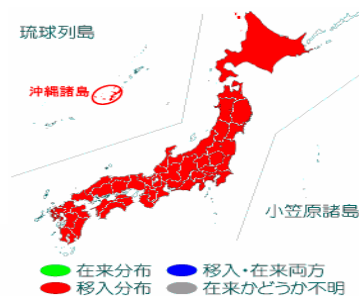 琉球列島
沖縄諸島
小笠原諸島
在来分布 移入・在来両方
移入分布 在来かどうか不明